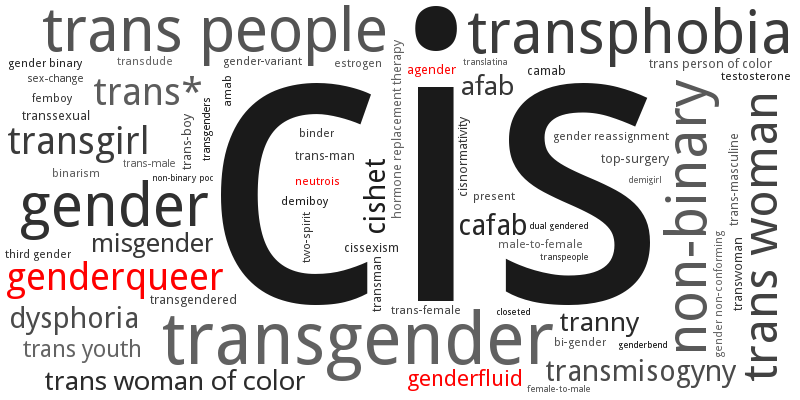 trans people
transphobia
cis
gender binary
transdude
gender-variant
estrogen
hormone replacement therapy
translatina
agender
camab
trans person of color
testosterone
sex-change
femboy
trans*
amab
afab
transsexual
transgenders
trans-boy
transgirl
binder
trans-man
cisnormativity
gender reassignment
top-surgery
non-binary
trans-masculine
trans woman
binarism
trans-male
non-binary poc
neutrois
demiboy
cishet
present
demigirl
gender
misgender
two-spirit
cissexism
cafab
dual gendered
male-to-female
transpeople
third gender
genderqueer
transgendered
transman
trans-female
closeted
transwoman
gender non-conforming
dysphoria
transgender
tranny
trans youth
bi-gender
genderbend
trans woman of color
genderfluid
transmisogyny
female-to-male